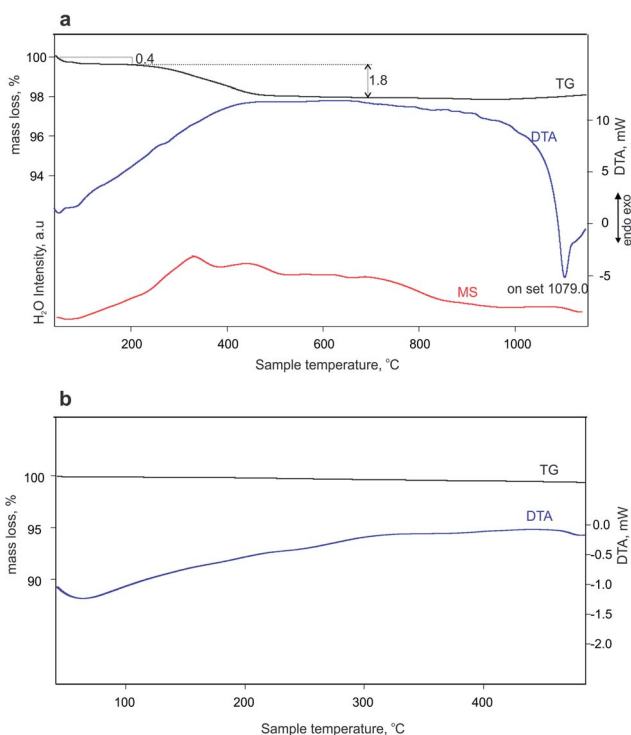 a
100
98
96
94
mass loss, %
H₂O Intensity, a.u
0.4
1.8
TG
DTA
MS
on set 1079.0
10
5
0
-5
DTA, mW
endo exo
200
400
600
800
1000
Sample temperature, °C
b
100
95
90
mass loss, %
TG
DTA
0.0
-0.5
-1.0
-1.5
-2.0
DTA, mW
100
200
300
400
Sample temperature, °C